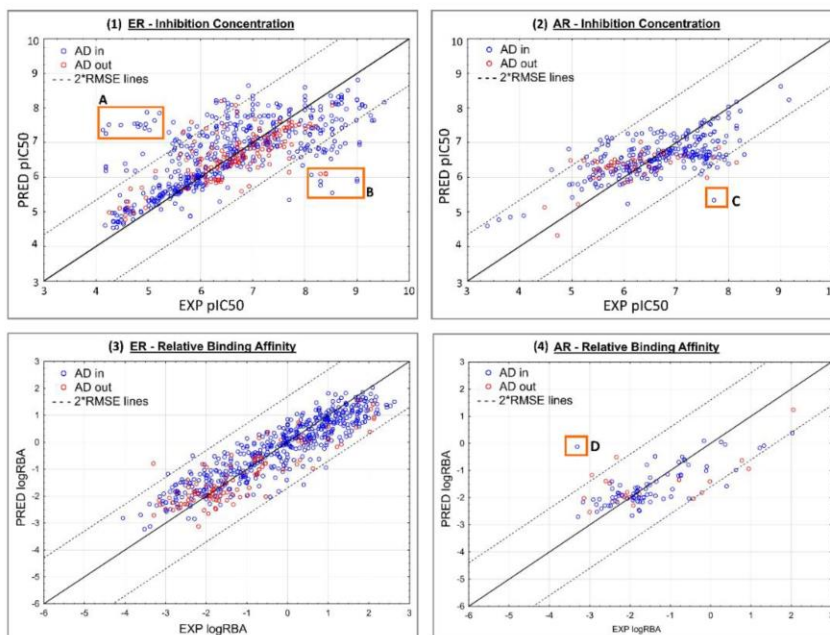 (1) ER - Inhibition Concentration
AD in
AD out
2*RMSE lines
A
B
PRED pIC50
10
9
8
7
6
5
4
3
3 4 5 6 7 8 9 10
EXP pIC50
(2) AR - Inhibition Concentration
AD in
AD out
2*RMSE lines
C
PRED pIC50
10
9
8
7
6
5
4
3
3 4 5 6 7 8 9 10
EXP pIC50
(3) ER - Relative Binding Affinity
AD in
AD out
2*RMSE lines
PRED logRBA
3
2
1
0
-1
-2
-3
-4
-5
-6
-6 -5 -4 -3 -2 -1 0 1 2 3
EXP logRBA
(4) AR - Relative Binding Affinity
AD in
AD out
2*RMSE lines
D
PRED logRBA
3
2
1
0
-1
-2
-3
-4
-5
-6
-6 -5 -4 -3 -2 -1 0 1 2 3
EXP logRBA